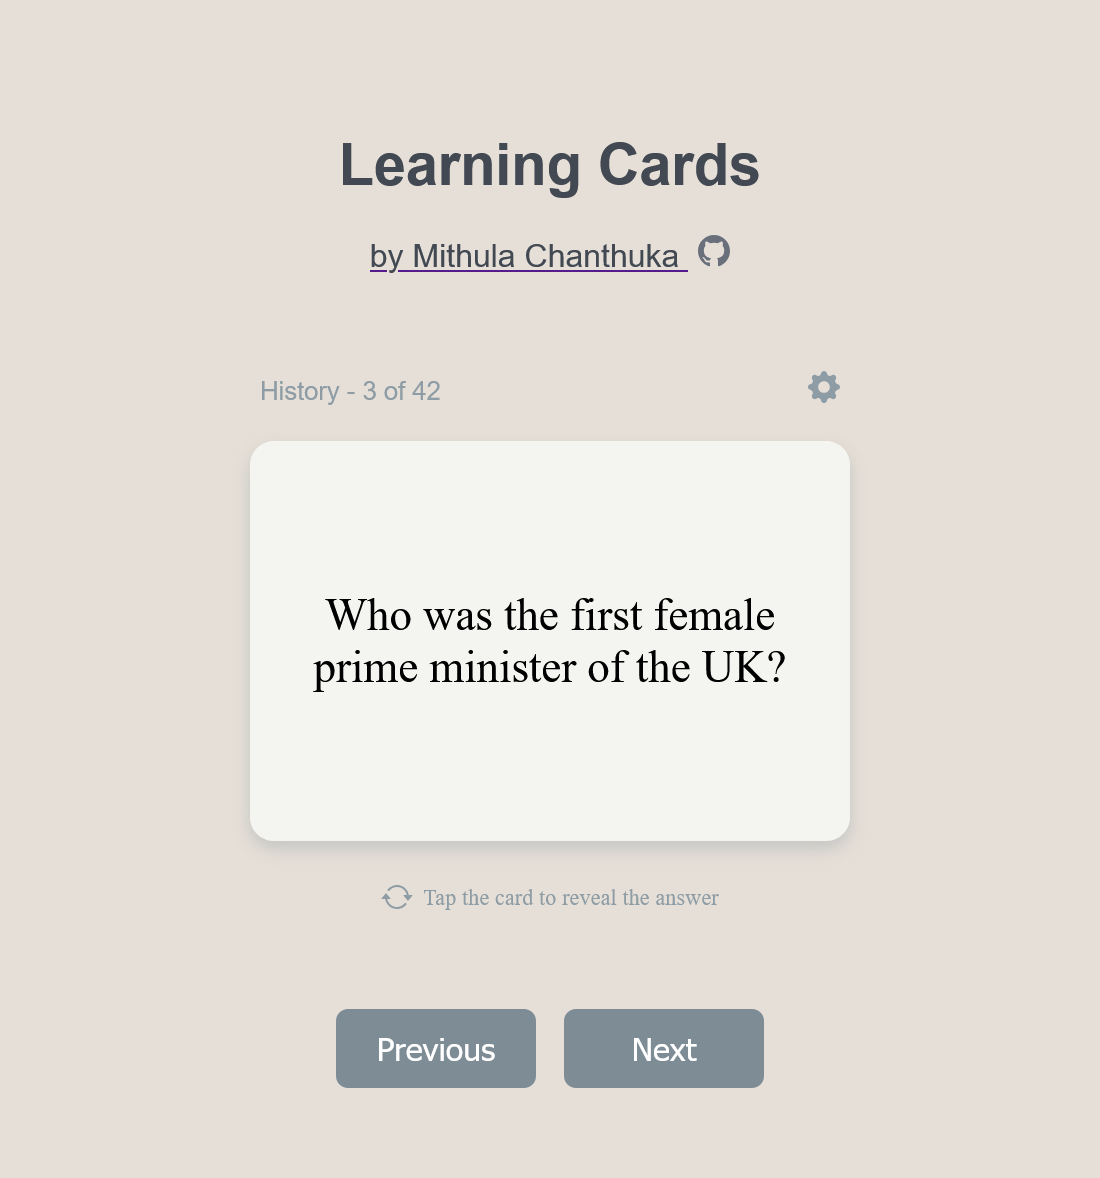 Learning Cards
by Mithula Chanthuka
History - 3 of 42
Who was the first female
prime minister of the UK?
Tap the card to reveal the answer
Previous
Next